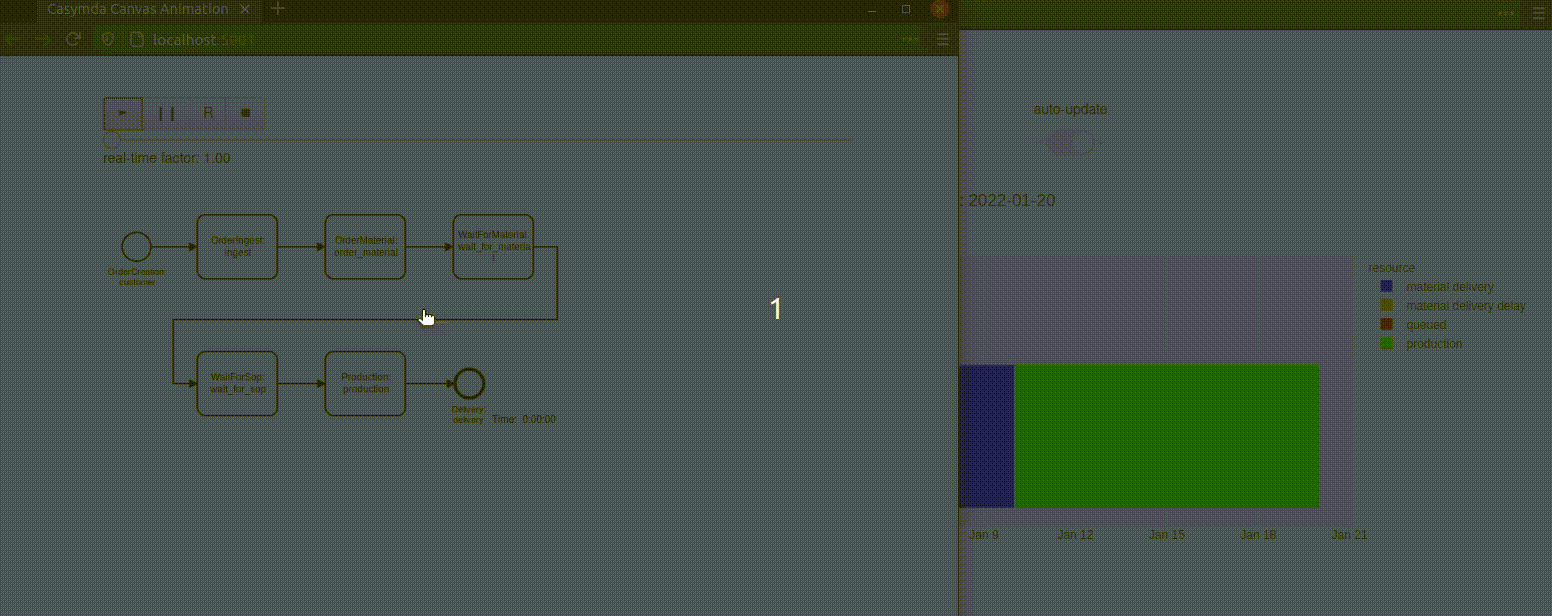 Casymda Canvas Animation
localhost:5001
R
auto-update
real-time factor: 1.00
: 2022-01-20
OrderIngest:
ingest
OrderMaterial:
order_material
WaitForMaterial:
wait_for_materia
l
OrderCreation:
customer
resource
material delivery
material delivery delay
queued
production
1
WaitForSop:
wait_for_sop
Production:
production
Delivery:
delivery
Time: 0:00:00
Jan 9
Jan 12
Jan 15
Jan 18
Jan 21